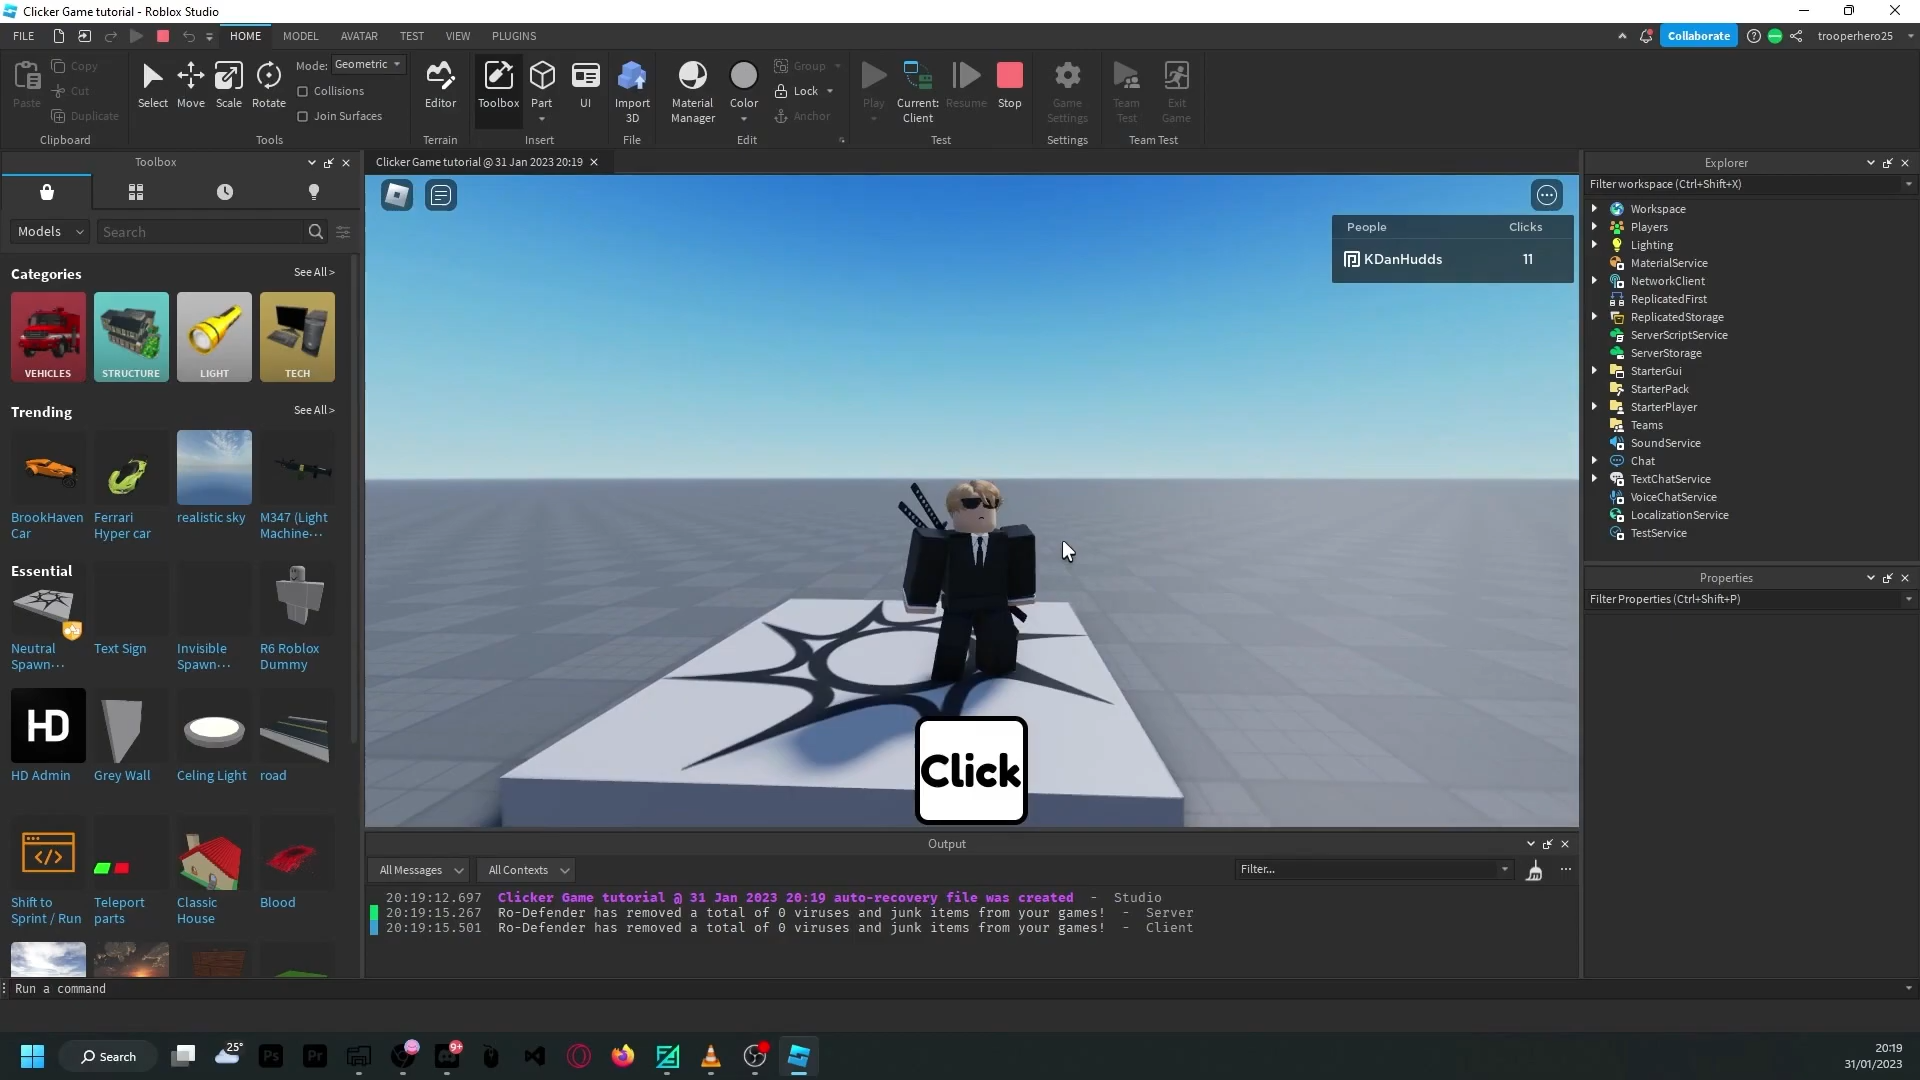 Clicker Game tutorial - Roblox Studio
FILE HOME MODEL AVATAR TEST VIEW PLUGINS Collaborate trooperhero25
Paste Copy Cut Duplicate
Select Move Scale Rotate
Mode: Geometric
Collisions
Join Surfaces
Editor Toolbox Part UI Import 3D
Material Manager Color Group Lock Anchor
Play Current: Client Resume Stop
Game Settings Team Test Exit Game
Clipboard Tools Terrain Insert File Edit Test Settings Team Test
Toolbox
Models Search
Categories See All >
VEHICLES STRUCTURE LIGHT TECH
Trending See All >
BrookHaven Car
Ferrari Hyper car
realistic sky
M347 (Light Machine...
Essential
Neutral Spawn...
Text Sign
Invisible Spawn...
R6 Roblox Dummy
HD
HD Admin Grey Wall Celing Light road
Shift to Sprint / Run
Teleport parts
Classic House
Blood
Clicker Game tutorial @ 31 Jan 2023 20:19
People Clicks
KDanHudds 11
Click
Output
All Messages All Contexts Filter...
20:19:12.697 Clicker Game tutorial @ 31 Jan 2023 20:19 auto-recovery file was created - Studio
20:19:15.267 Ro-Defender has removed a total of 0 viruses and junk items from your games! - Server
20:19:15.501 Ro-Defender has removed a total of 0 viruses and junk items from your games! - Client
Explorer
Filter workspace (Ctrl+Shift+X)
Workspace
Players
Lighting
MaterialService
NetworkClient
ReplicatedFirst
ReplicatedStorage
ServerScriptService
ServerStorage
StarterGui
StarterPack
StarterPlayer
Teams
SoundService
Chat
TextChatService
VoiceChatService
LocalizationService
TestService
Properties
Filter Properties (Ctrl+Shift+P)
Run a command
Search 25° Ps Pr 9+
20:19
31/01/2023